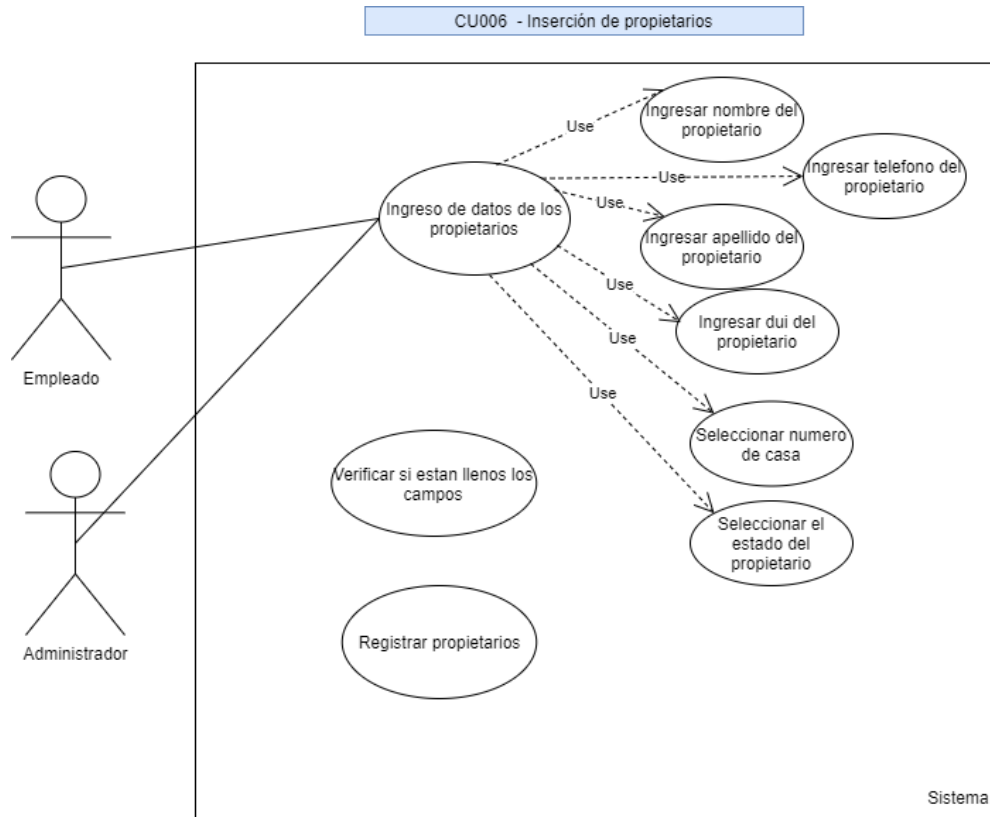 CU006 - Inserción de propietarios
Ingresar nombre del
propietario
Use
Ingresar telefono del
propietario
Use
Ingreso de datos de los
propietarios
Use
Ingresar apellido del
propietario
Use
Ingresar dui del
propietario
Use
Empleado
Use
Seleccionar numero
de casa
Verificar si estan llenos los
campos
Seleccionar el
estado del
propietario
Registrar propietarios
Administrador
Sistema